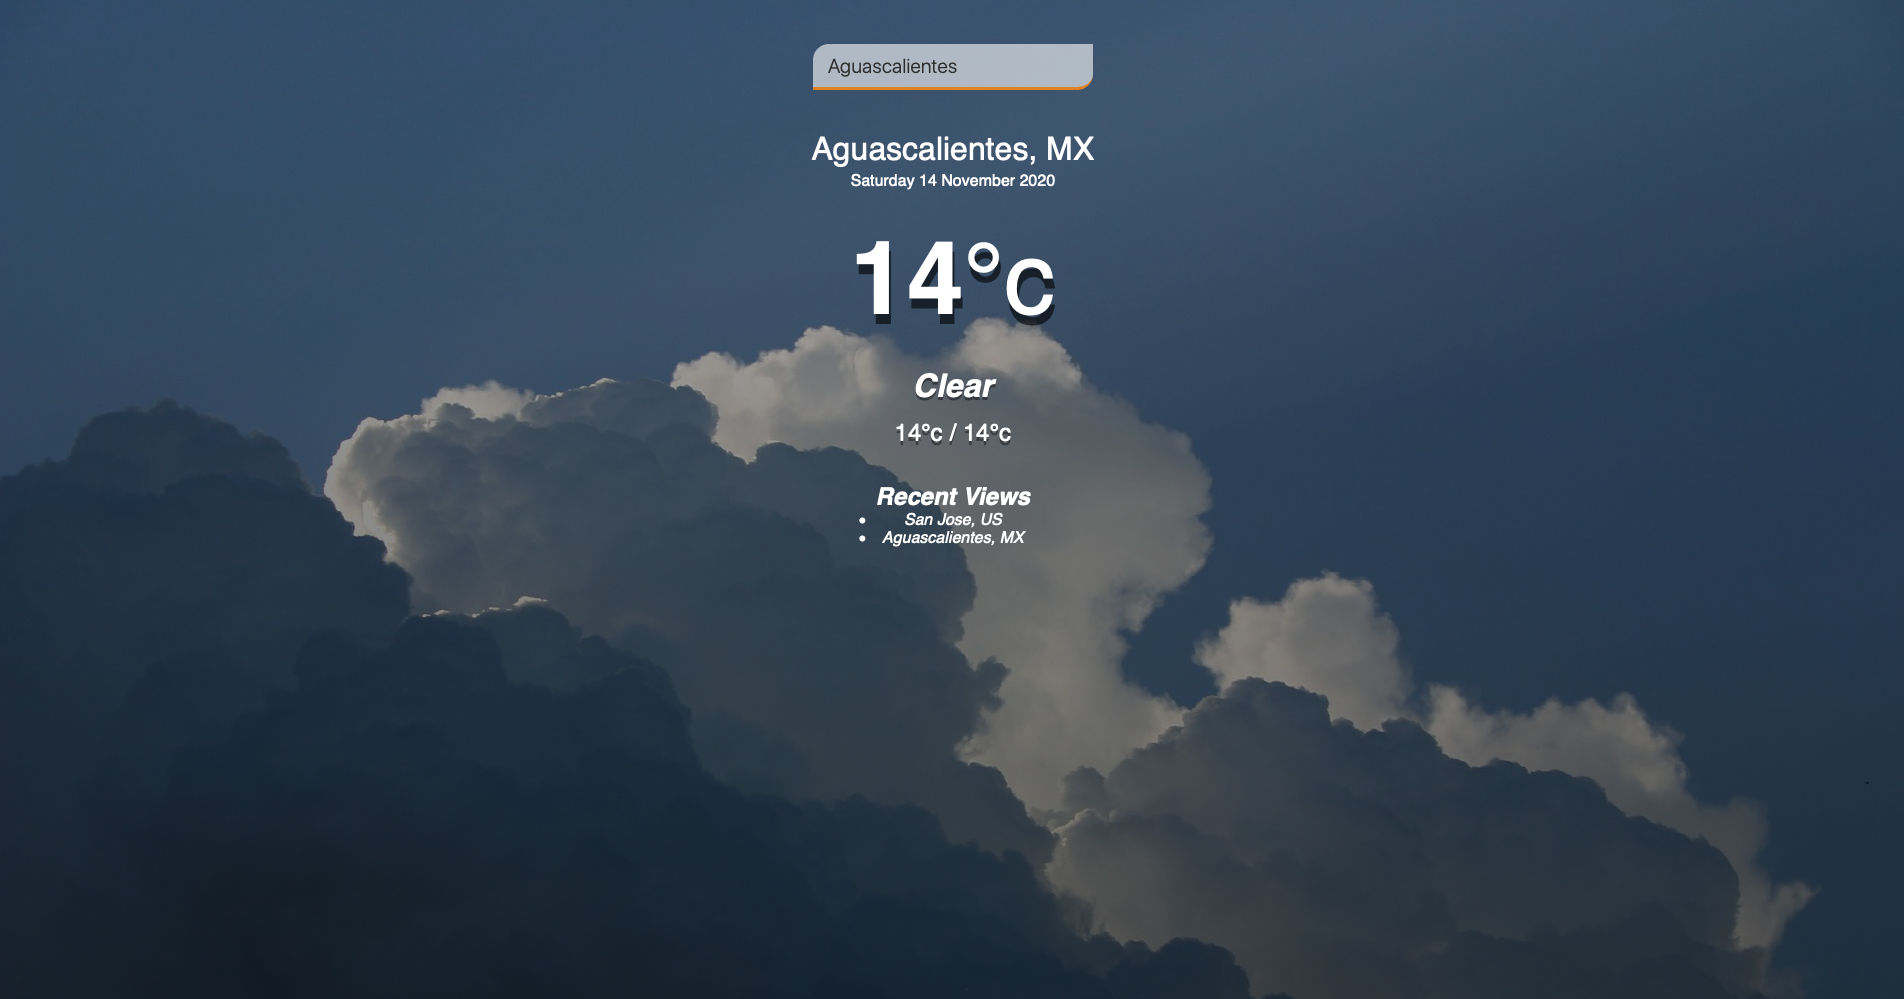 Aguascalientes
Aguascalientes, MX
Saturday 14 November 2020
14°c
Clear
14°c / 14°c
Recent Views
San Jose, US
Aguascalientes, MX